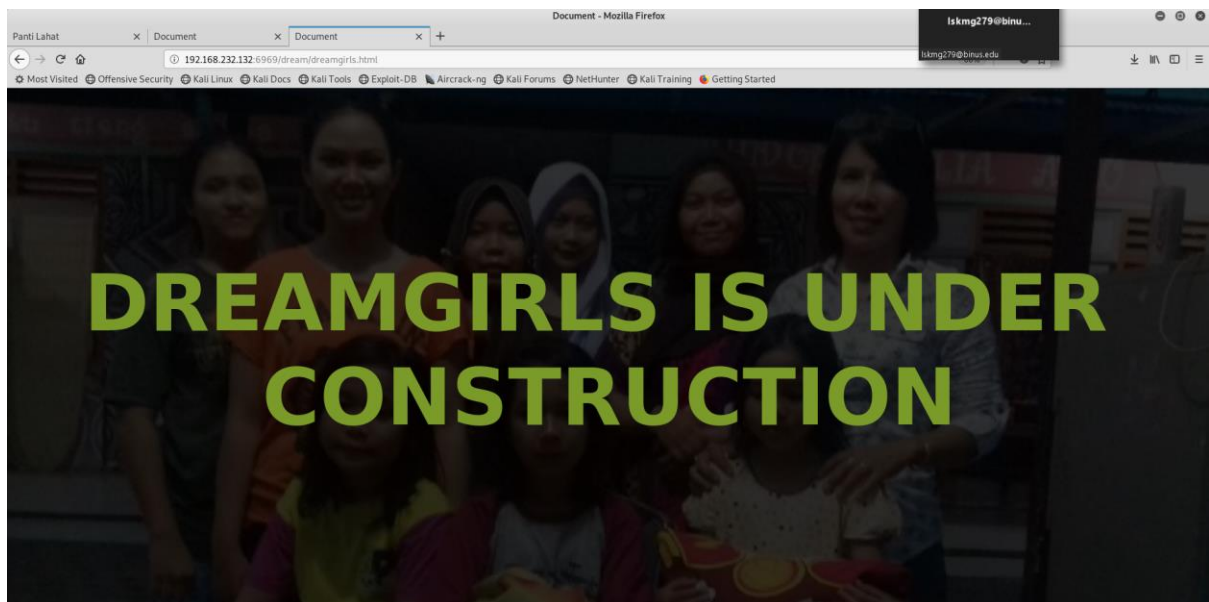 Document - Mozilla Firefox
lskmg279@binu...
Panti Lahat
Document
Document
192.168.232.132:6969/dream/dreamgirls.html
lskmg279@binus.edu
Most Visited Offensive Security Kali Linux Kali Docs Kali Tools Exploit-DB Aircrack-ng Kali Forums NetHunter Kali Training Getting Started
DREAMGIRLS IS UNDER
CONSTRUCTION